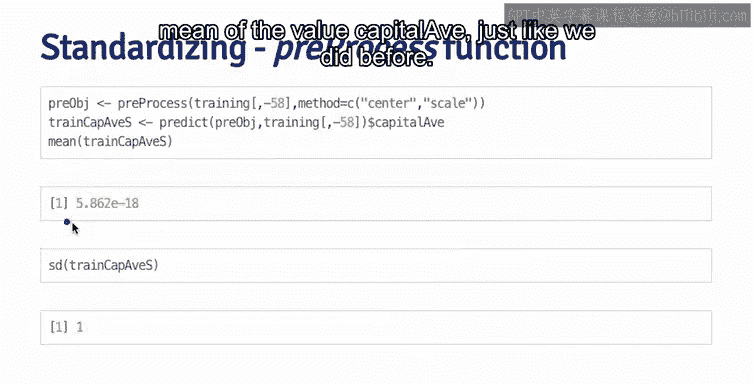 mean of the value capitalAve, just like we
did before.
Standardizing - preProcess function
preObj <- preProcess(training[,-58],method=c("center","scale"))
trainCapAveS <- predict(preObj,training[,-58])$capitalAve
mean(trainCapAveS)
[1] 5.862e-18
sd(trainCapAveS)
[1] 1